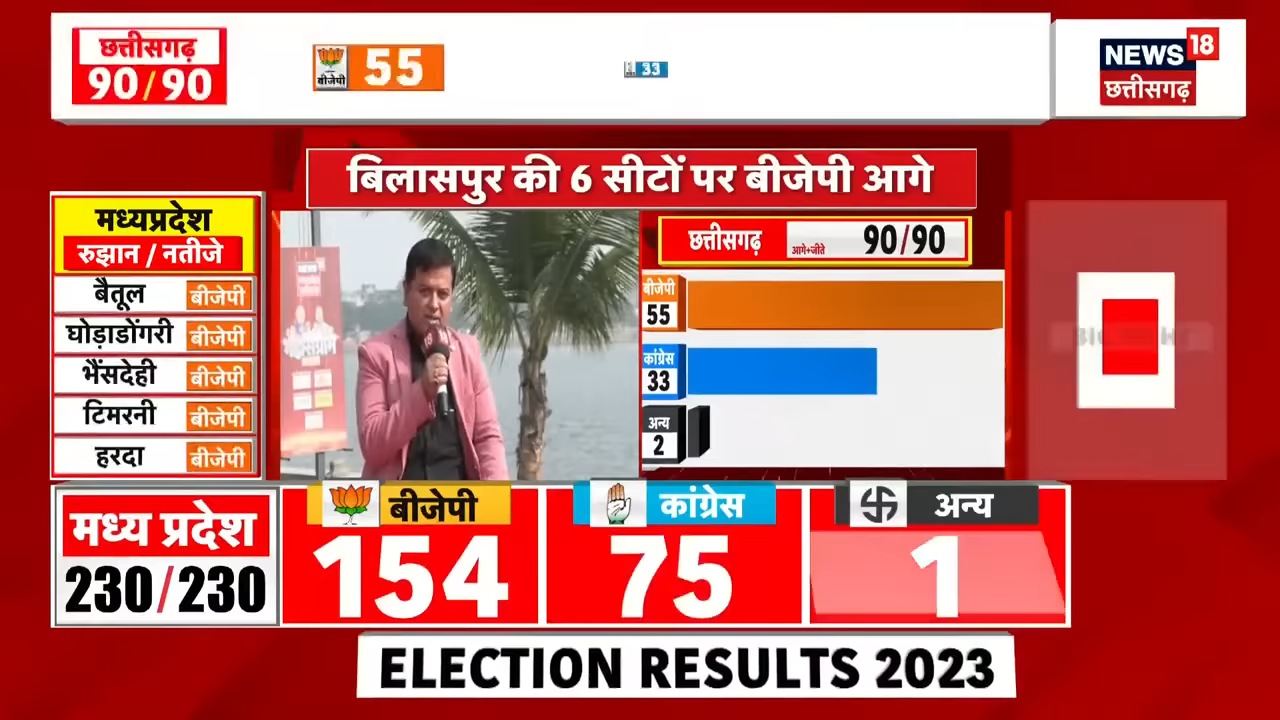 छत्तीसगढ़
90/90
बीजेपी
55
33
NEWS 18
छत्तीसगढ़
बिलासपुर की 6 सीटों पर बीजेपी आगे
मध्यप्रदेश
रुझान / नतीजे
बैतूल बीजेपी
घोड़ाडोंगरी बीजेपी
भैंसदेही बीजेपी
टिमरनी बीजेपी
हरदा बीजेपी
छत्तीसगढ़ आगे+जीते 90/90
बीजेपी
55
कांग्रेस
33
अन्य
2
मध्य प्रदेश
230/230
बीजेपी
154
कांग्रेस
75
अन्य
1
ELECTION RESULTS 2023